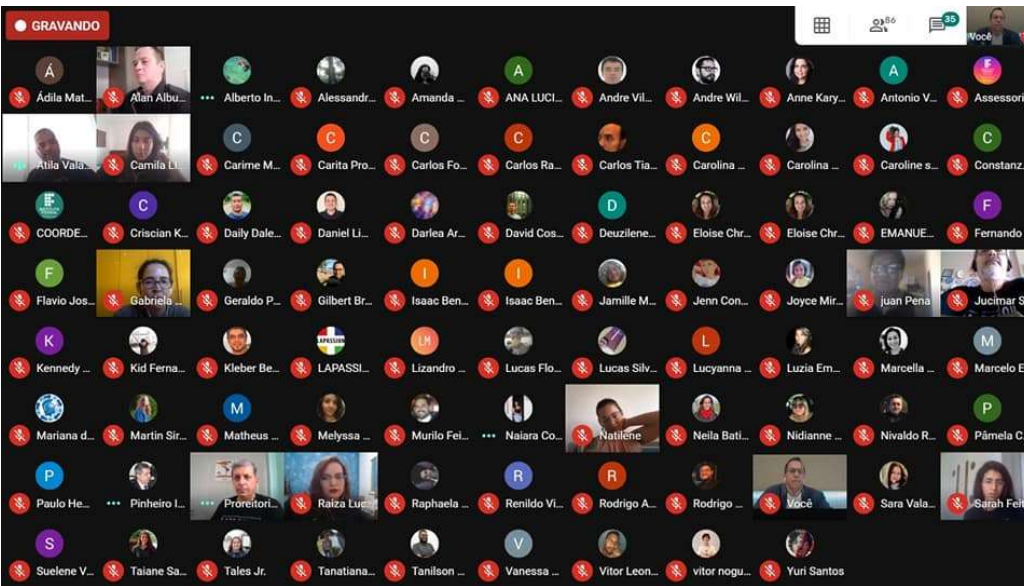 GRAVANDO
86
35
Você
Á
A
A
Ádila Mat...
Alan Albu...
Alberto In...
Alessandr...
Amanda ...
ANA LUCI...
Andre Vil...
Andre Wil...
Anne Kary...
Antonio V...
Assessori
C
C
C
C
C
C
Átila Vala...
Camila Li...
Carime M...
Carita Pro...
Carlos Fo...
Carlos Ra...
Carlos Tia...
Carolina ...
Carolina ...
Caroline s...
Constanz.
C
D
F
COORDE...
Criscian K...
Daily Dale...
Daniel Li...
Darlea Ar...
David Cos...
Deuzilene...
Eloise Chr...
Eloise Chr...
EMANUE...
Fernando
F
I
I
Flavio Jos...
Gabriela ...
Geraldo P...
Gilbert Br...
Isaac Ben...
Isaac Ben...
Jamille M...
Jenn Con...
Joyce Mir...
juan Pena
Jucimar S
K
LAPASSION
LM
L
M
Kennedy ...
Kid Ferna...
Kleber Be...
LAPASSI...
Lizandro ...
Lucas Flo...
Lucas Silv...
Lucyanna ...
Luzia Em...
Marcella ...
Marcelo E
M
P
Mariana d...
Martin Sir...
Matheus ...
Melyssa ...
Murilo Fei...
Naiara Co...
Natilene
Neila Bati...
Nidianne ...
Nivaldo R...
Pâmela C.
P
R
R
Paulo He...
Pinheiro I...
Proreitori...
Raiza Luc...
Raphaela ...
Renildo Vi...
Rodrigo A...
Rodrigo ...
Você
Sara Vala...
Sarah Feit
S
V
Suelene V...
Taiane Sa...
Tales Jr.
Tanatiana...
Tanilson ...
Vanessa ...
Vitor Leon...
vitor nogu...
Yuri Santos